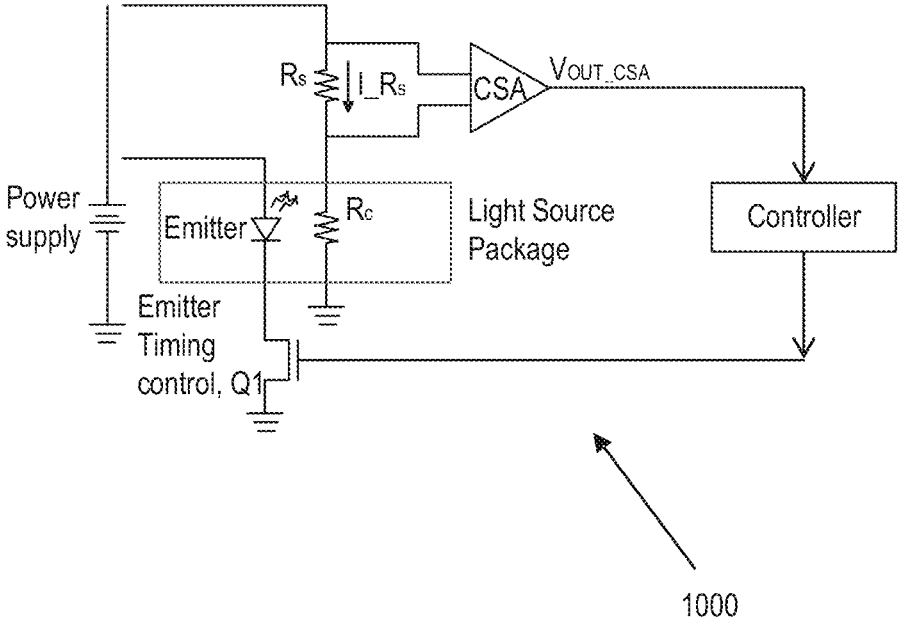 Rs
I_Rs
CSA
VOUT_CSA
Power
supply
Emitter
Rc
Light Source
Package
Controller
Emitter
Timing
control, Q1
1000